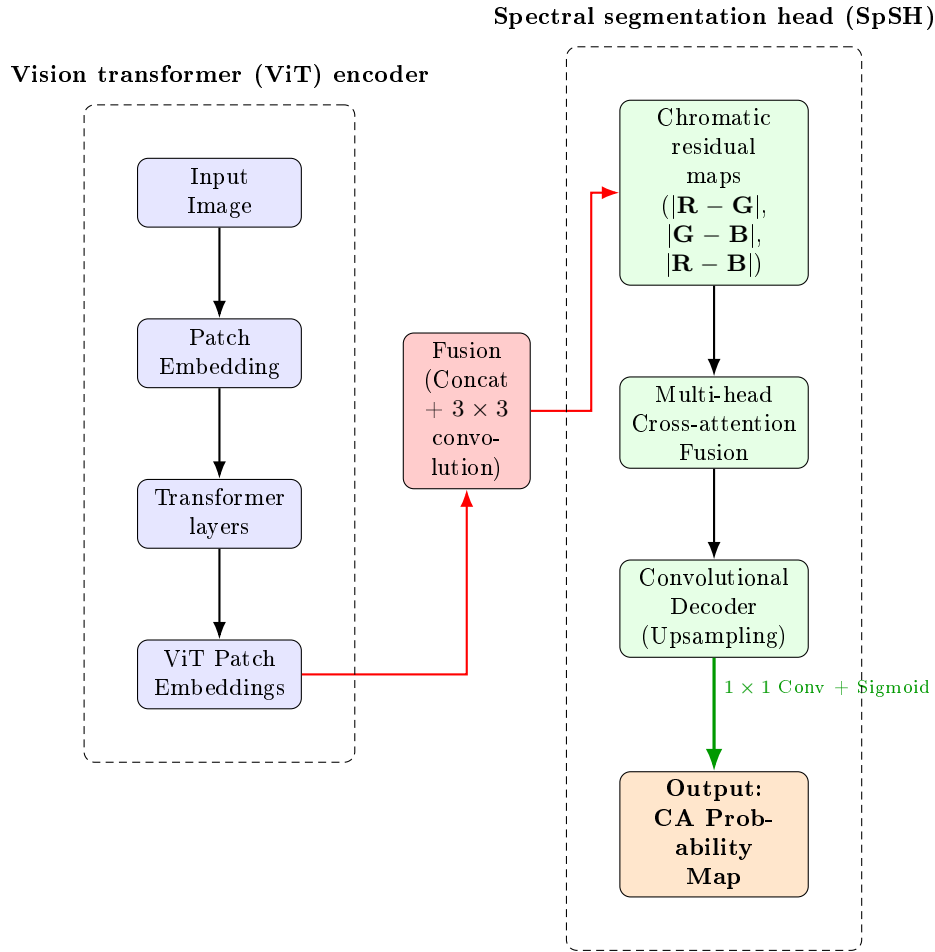 Spectral segmentation head (SpSH)
Vision transformer (ViT) encoder
Input
Image
Patch
Embedding
Transformer
layers
ViT Patch
Embeddings
Fusion
(Concat
+ 3 × 3
convo-
lution)
Chromatic
residual
maps
(|R − G|,
|G − B|,
|R − B|)
Multi-head
Cross-attention
Fusion
Convolutional
Decoder
(Upsampling)
1 × 1 Conv + Sigmoid
Output:
CA Prob-
ability
Map